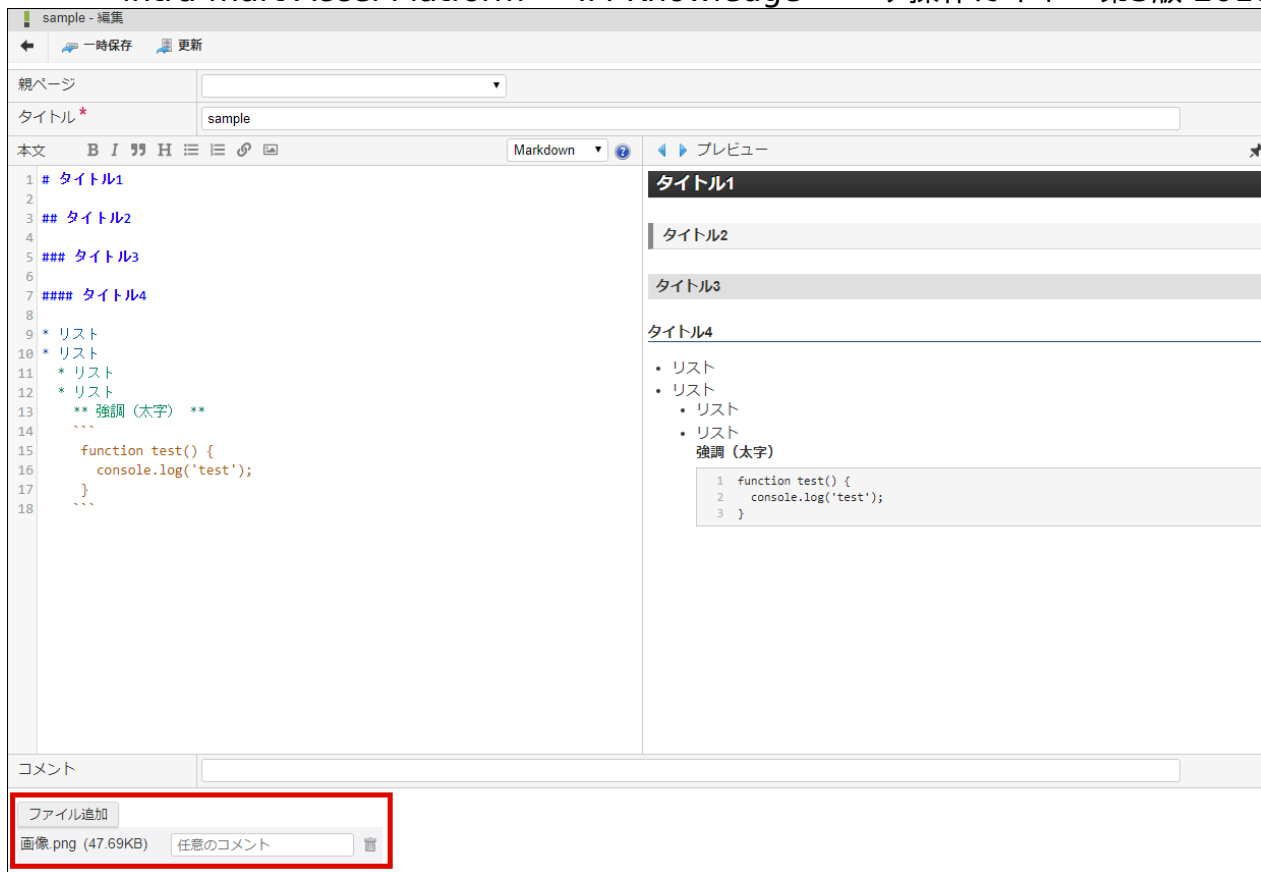 sample - 編集
一時保存 更新
親ページ
タイトル* sample
本文 B I H Markdown プレビュー
1 # タイトル1
2
3 ## タイトル2
4
5 ### タイトル3
6
7 #### タイトル4
8
9 * リスト
10 * リスト
11 * リスト
12 * リスト
13 ** 強調（太字） **
14 ```
15 function test() {
16 console.log('test');
17 }
18 ```
タイトル1
タイトル2
タイトル3
タイトル4
• リスト
• リスト
• リスト
• リスト
強調（太字）
1 function test() {
2 console.log('test');
3 }
コメント
ファイル追加
画像.png (47.69KB) 任意のコメント